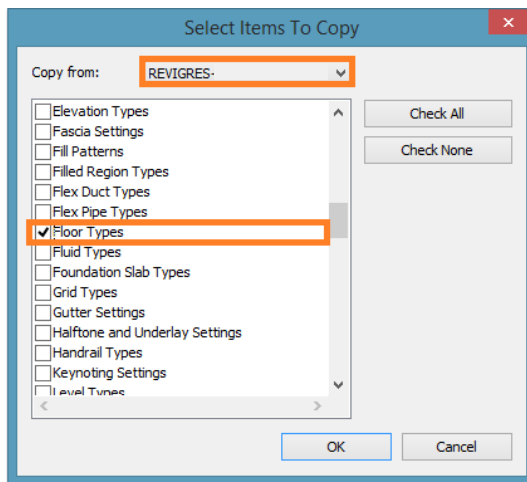 Select Items To Copy
Copy from: REVIGRES-
Elevation Types
Fascia Settings
Fill Patterns
Filled Region Types
Flex Duct Types
Flex Pipe Types
Floor Types
Fluid Types
Foundation Slab Types
Grid Types
Gutter Settings
Halftone and Underlay Settings
Handrail Types
Keynoting Settings
Level Types
Check All
Check None
OK Cancel